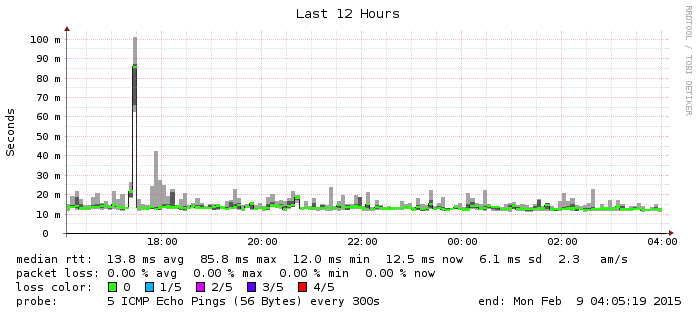 Last 12 Hours
RRDTOOL / TOBI OETIKER
Seconds
100 m
90 m
80 m
70 m
60 m
50 m
40 m
30 m
20 m
10 m
0
18:00 20:00 22:00 00:00 02:00 04:00
median rtt: 13.8 ms avg 85.8 ms max 12.0 ms min 12.5 ms now 6.1 ms sd 2.3 am/s
packet loss: 0.00 % avg 0.00 % max 0.00 % min 0.00 % now
loss color: 0 1/5 2/5 3/5 4/5
probe: 5 ICMP Echo Pings (56 Bytes) every 300s end: Mon Feb 9 04:05:19 2015